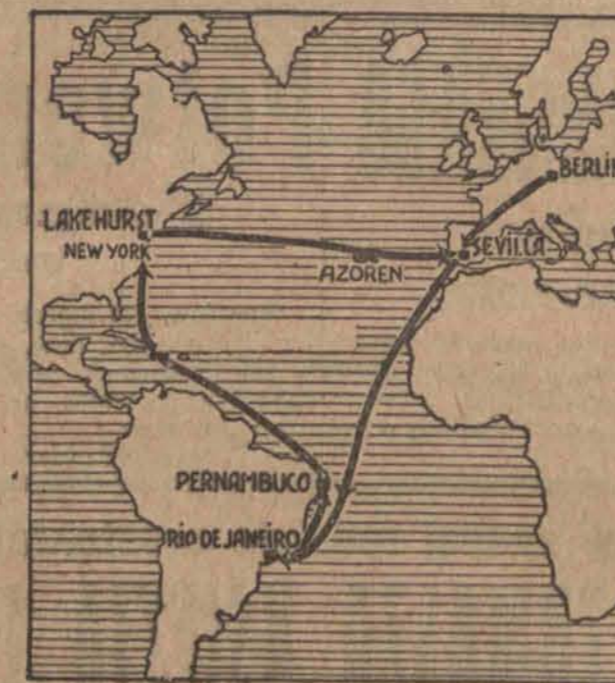 BERLIN
LAKEHURST
NEW YORK
SEVILLA
AZOREN
PERNAMBUCO
RIO DE JANEIRO